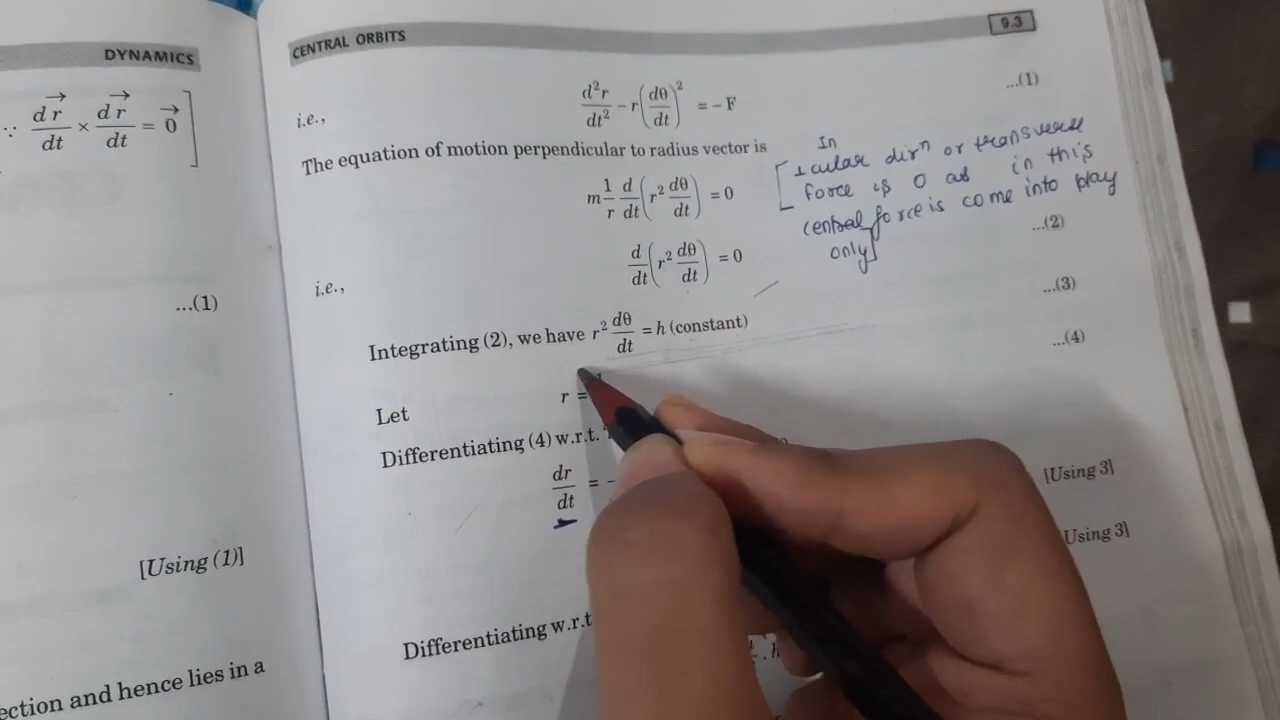 DYNAMICS
∵ d→r/dt × d→r/dt = →0 ]
...(1)
[Using (1)]
ection and hence lies in a
CENTRAL ORBITS 9.3
i.e., d²r/dt² − r(dθ/dt)² = − F ...(1)
The equation of motion perpendicular to radius vector is
m 1/r d/dt (r² dθ/dt) = 0
i.e., d/dt (r² dθ/dt) = 0 ...(2)
[In
⊥icular dirⁿ or transverse
force is 0 as in this
central force is come into play
only]
Integrating (2), we have r² dθ/dt = h (constant) ...(3)
Let r = ...(4)
Differentiating (4) w.r.t.
dr/dt = − [Using 3]
Using 3]
Differentiating w.r.t
. h